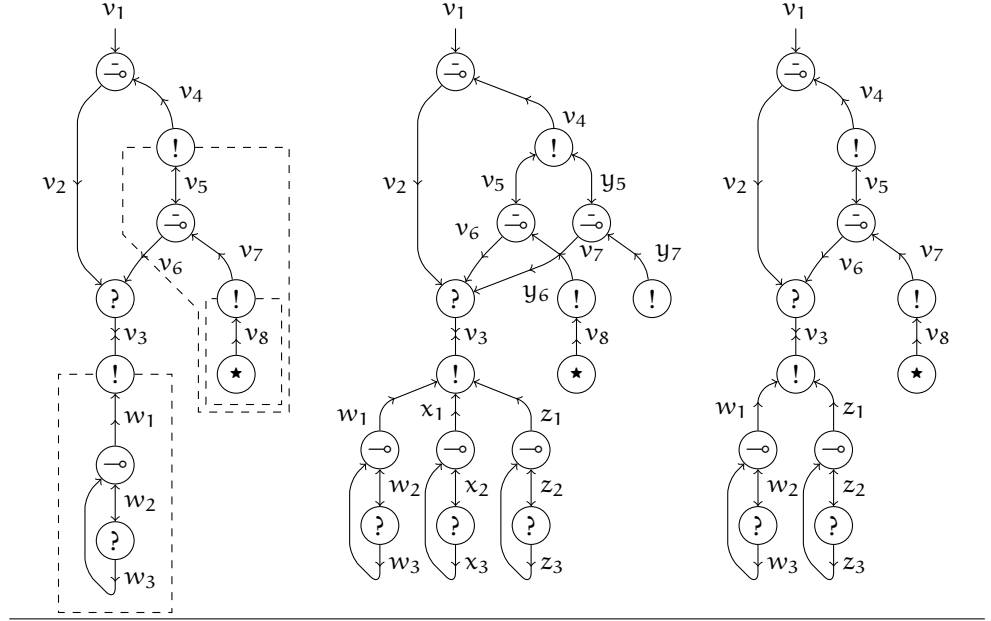 v₁ v₁ v₁
⊸̄ ⊸̄ ⊸̄
v₄ v₄ v₄
! ! !
v₂ v₅ v₂ v₅ y₅ v₂ v₅
⊸̄ ⊸̄ ⊸̄ ⊸̄
v₆ v₇ v₆ v₇ y₇ v₆ v₇
y₆
? ! ? ! ! ? !
v₃ v₈ v₃ v₈ v₃ v₈
! ★ ! ★ ! ★
w₁ w₁ x₁ z₁ w₁ z₁
⊸ ⊸ ⊸ ⊸ ⊸ ⊸
w₂ w₂ x₂ z₂ w₂ z₂
? ? ? ? ? ?
w₃ w₃ x₃ z₃ w₃ z₃